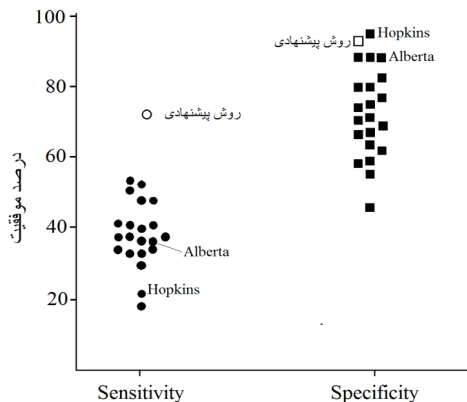 درصد موفقیت
100
80
60
40
20
روش پیشنهادی
Hopkins
Alberta
روش پیشنهادی
Alberta
Hopkins
Sensitivity
Specificity